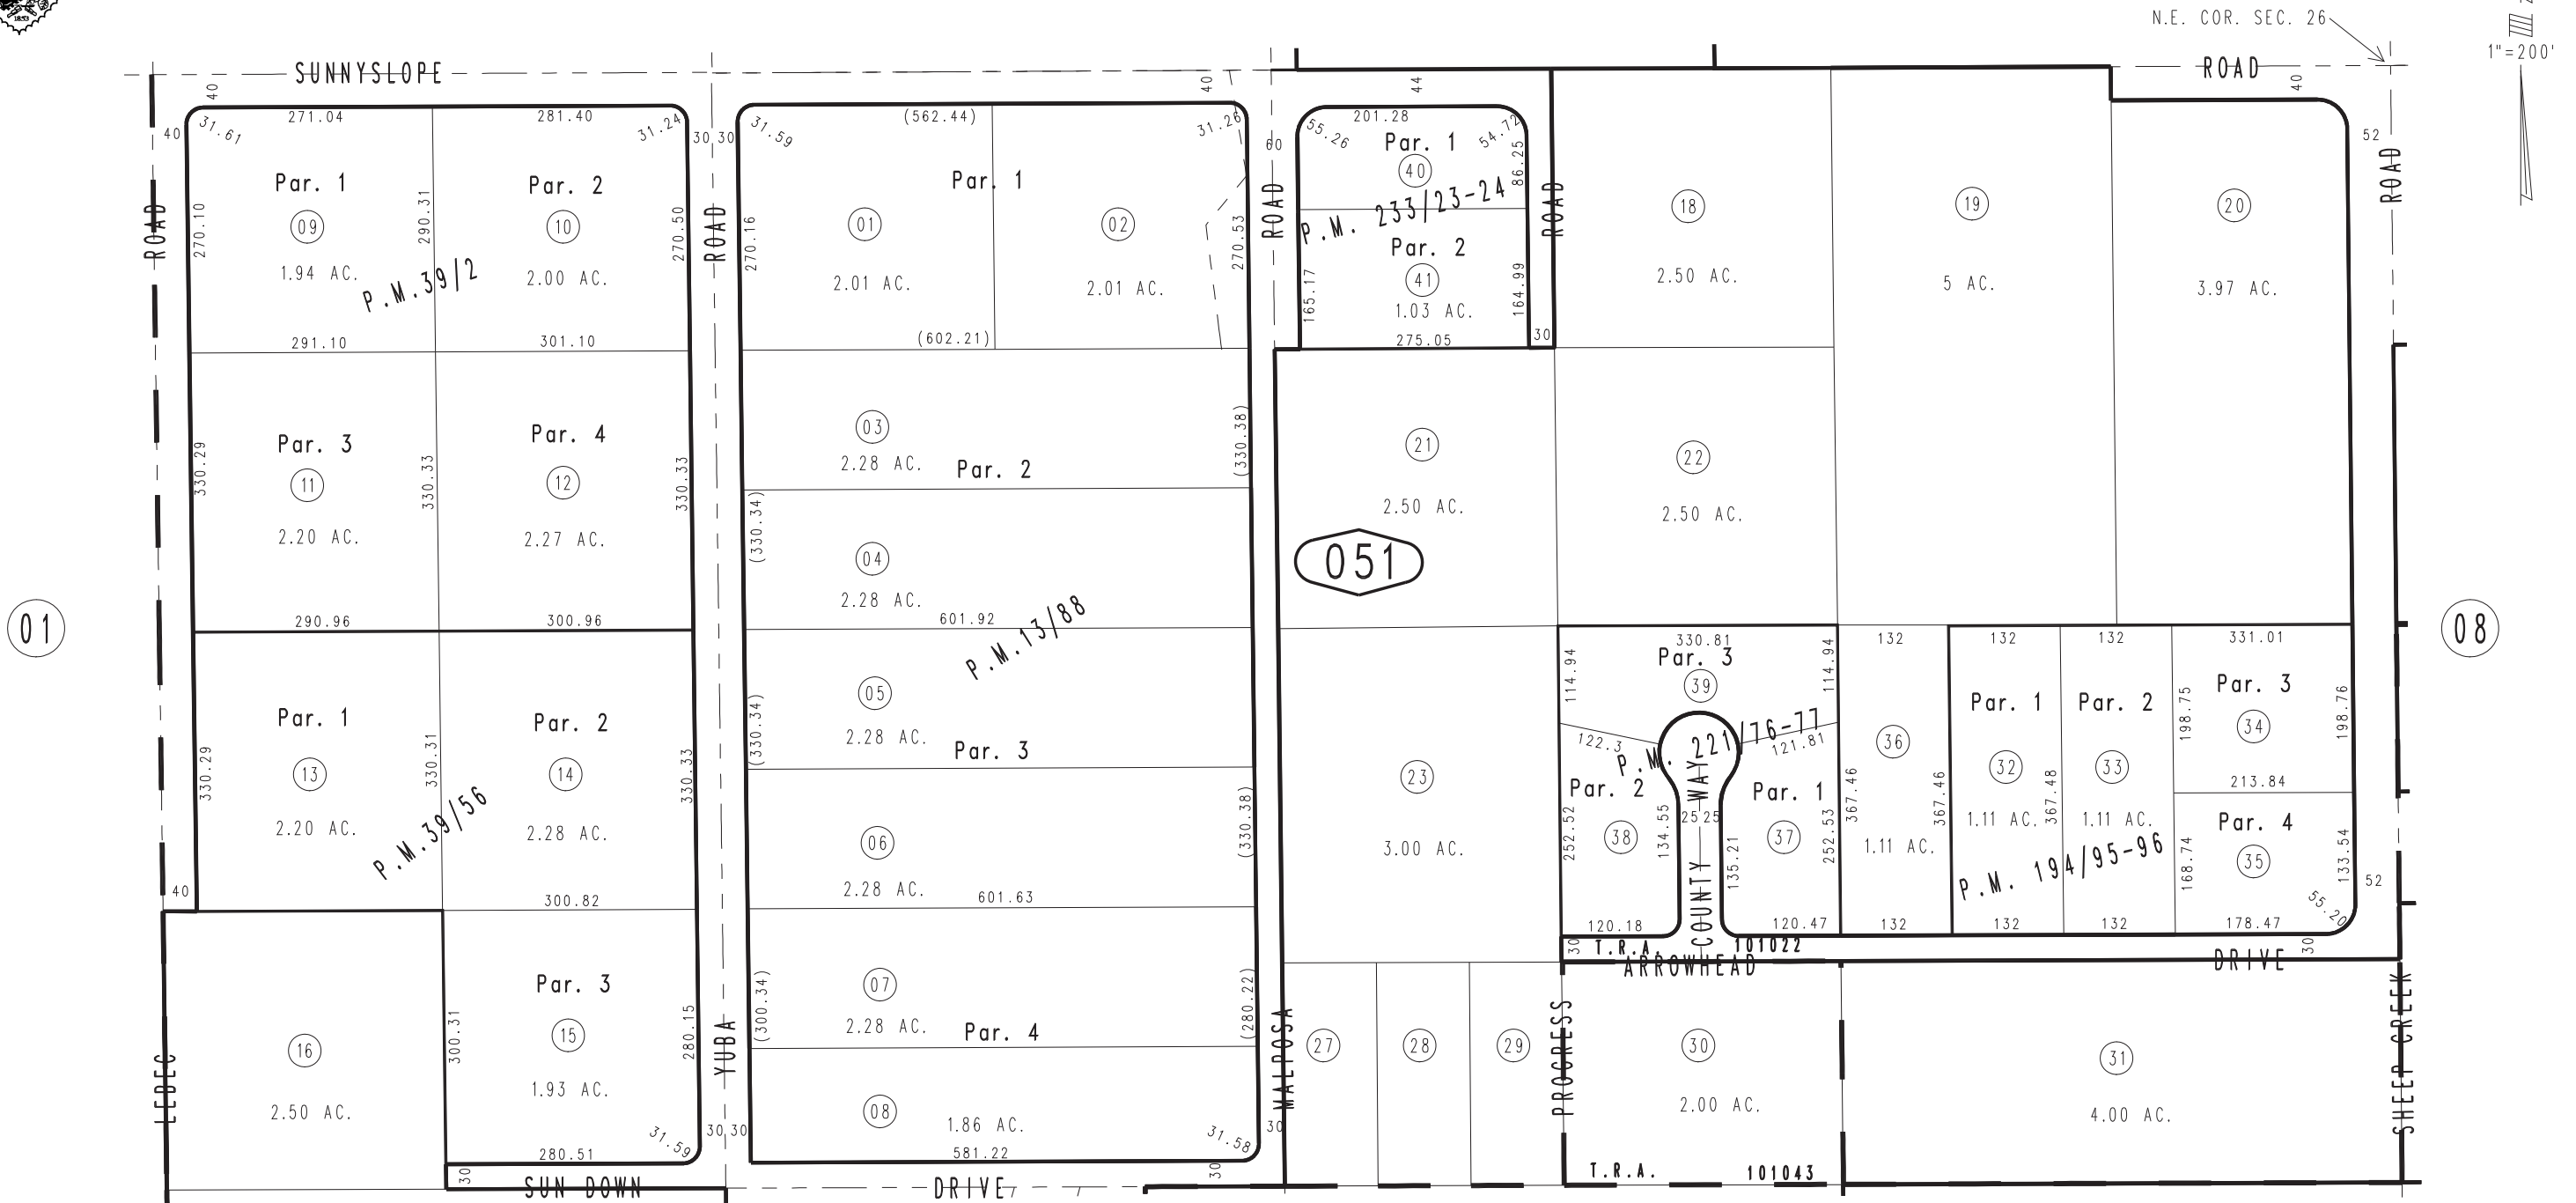 N.E. COR. SEC. 26
1"=200'
SUNNYSLOPE
ROAD
40
40
31.61
271.04
281.40
31.24
30 30
31.59
(562.44)
31.26
40
60
44
55.26
201.28
54.72
40
52
ROAD
270.10
Par. 1
09
1.94 AC.
290.31
Par. 2
10
2.00 AC.
270.50
P.M.39/2
291.10
301.10
ROAD
270.16
Par. 1
01
2.01 AC.
02
2.01 AC.
270.53
(602.21)
ROAD
Par. 1
40
86.25
P.M. 233/23-24
Par. 2
41
1.03 AC.
165.17
164.99
275.05
30
ROAD
18
2.50 AC.
19
5 AC.
20
3.97 AC.
ROAD
330.29
Par. 3
11
2.20 AC.
330.33
Par. 4
12
2.27 AC.
330.33
290.96
300.96
03
2.28 AC.
Par. 2
(330.38)
(330.34)
04
2.28 AC.
601.92
P.M.13/88
21
2.50 AC.
22
2.50 AC.
051
01
08
330.29
Par. 1
13
2.20 AC.
330.31
Par. 2
14
2.28 AC.
330.33
P.M.39/56
40
300.82
05
2.28 AC.
Par. 3
(330.34)
06
2.28 AC.
(330.38)
601.63
23
3.00 AC.
330.81
Par. 3
39
114.94
114.94
122.3
121.81
P.M. 221/76-77
Par. 2
38
252.52
134.55
25 25
COUNTY WAY
135.21
Par. 1
37
252.53
120.18
120.47
132
36
1.11 AC.
367.46
367.46
132
132
Par. 1
32
1.11 AC.
367.48
132
132
Par. 2
33
1.11 AC.
132
P.M. 194/95-96
331.01
Par. 3
34
198.75
198.76
213.84
Par. 4
35
168.74
133.54
55.20
178.47
52
30
T.R.A. 101022
ARROWHEAD
DRIVE
30
LEBEC
16
2.50 AC.
300.31
Par. 3
15
1.93 AC.
280.15
31.59
280.51
30
SUN DOWN
YUBA
30 30
(300.34)
07
2.28 AC.
Par. 4
(280.22)
08
1.86 AC.
581.22
31.58
30
DRIVE
MALPOSA
30
27
28
29
PROGRESS
30
2.00 AC.
T.R.A. 101043
31
4.00 AC.
SHEEP CREEK